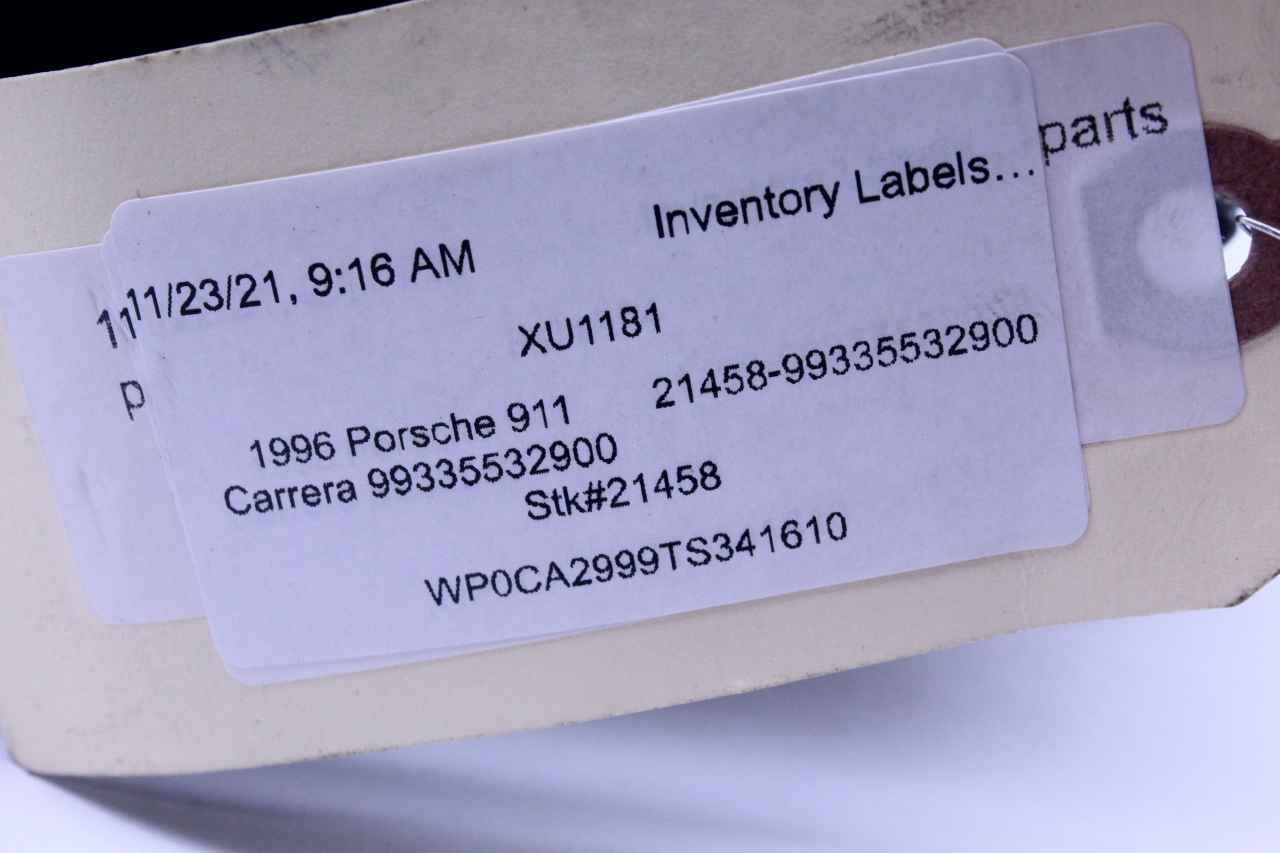 parts
Inventory Labels...
11/23/21, 9:16 AM
11
XU1181
21458-99335532900
p
1996 Porsche 911
Carrera 99335532900
Stk#21458
WP0CA2999TS341610